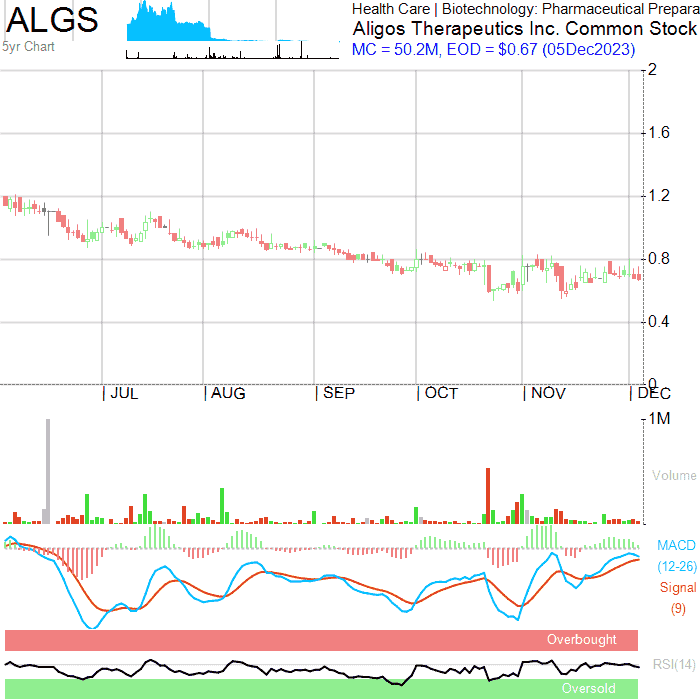 ALGS
5yr Chart
Health Care | Biotechnology: Pharmaceutical Prepara
Aligos Therapeutics Inc. Common Stock
MC = 50.2M, EOD = $0.67 (05Dec2023)
2
1.6
1.2
0.8
0.4
0
| JUL | AUG | SEP | OCT | NOV | DEC
1M
Volume
MACD
(12-26)
Signal
(9)
Overbought
RSI(14)
Oversold